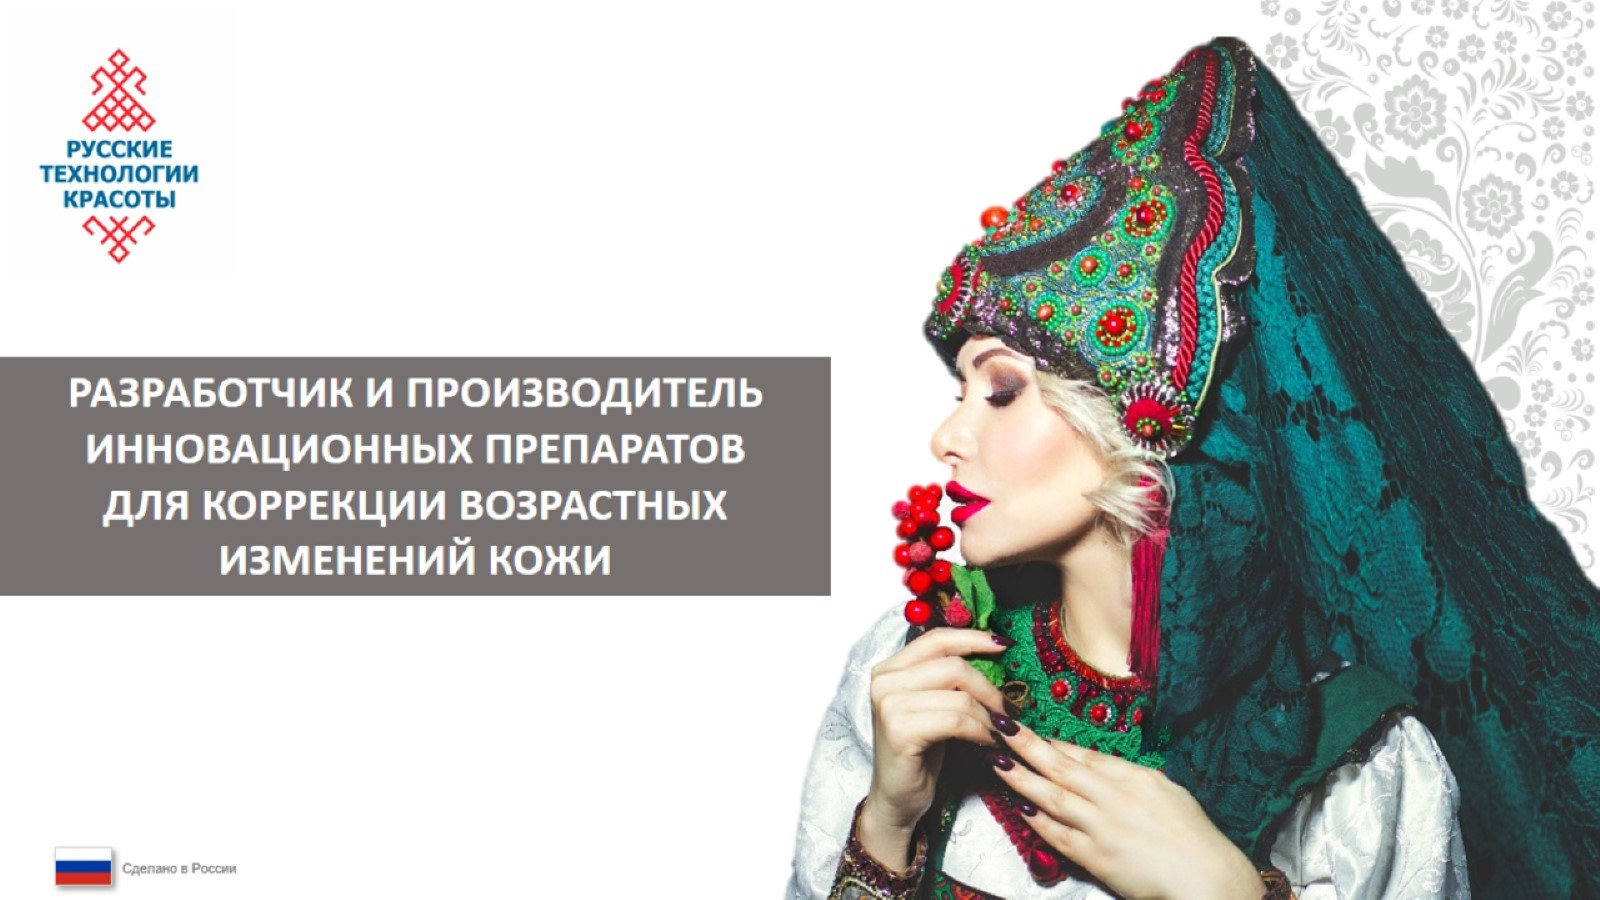 РУССКИЕ
ТЕХНОЛОГИИ
КРАСОТЫ
РАЗРАБОТЧИК И ПРОИЗВОДИТЕЛЬ
ИННОВАЦИОННЫХ ПРЕПАРАТОВ
ДЛЯ КОРРЕКЦИИ ВОЗРАСТНЫХ
ИЗМЕНЕНИЙ КОЖИ
Сделано в России